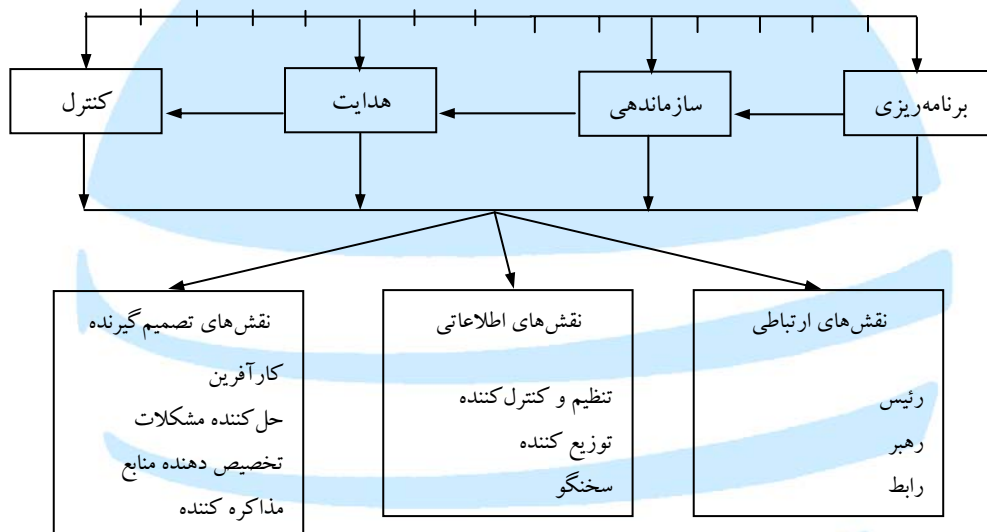 برنامه‌ریزی
سازماندهی
هدایت
کنترل
نقش‌های ارتباطی
رئیس
رهبر
رابط
نقش‌های اطلاعاتی
تنظیم و کنترل‌کننده
توزیع کننده
سخنگو
نقش‌های تصمیم‌گیرنده
کارآفرین
حل‌کننده مشکلات
تخصیص دهنده منابع
مذاکره کننده